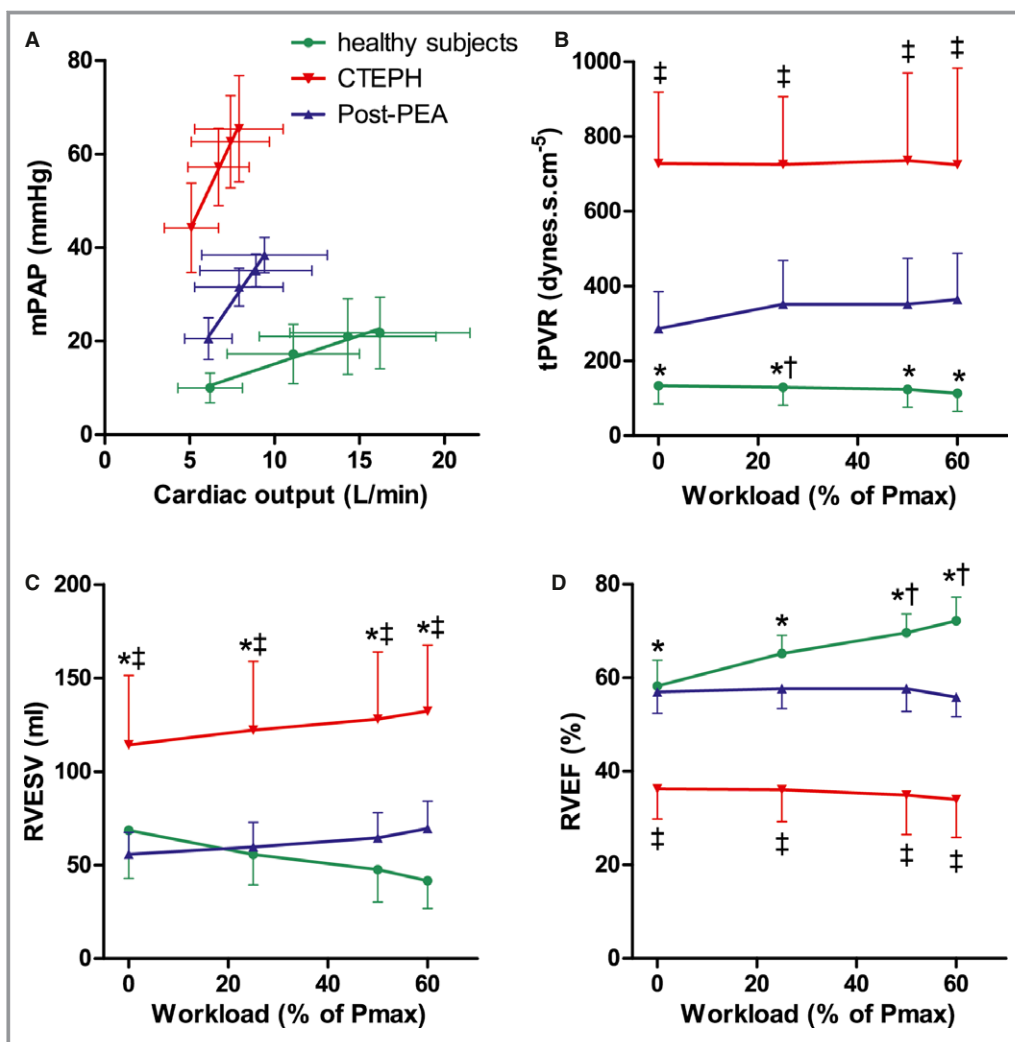 A
healthy subjects
CTEPH
Post-PEA
80
60
40
20
0
mPAP (mmHg)
0 5 10 15 20
Cardiac output (L/min)
B
‡ ‡ ‡ ‡
1000
800
600
400
200
0
tPVR (dynes.s.cm-5)
* *† * *
0 20 40 60
Workload (% of Pmax)
C
200
150
100
50
0
RVESV (ml)
*‡ *‡ *‡ *‡
0 20 40 60
Workload (% of Pmax)
D
80
60
40
20
0
RVEF (%)
* * *† *†
‡ ‡ ‡ ‡
0 20 40 60
Workload (% of Pmax)